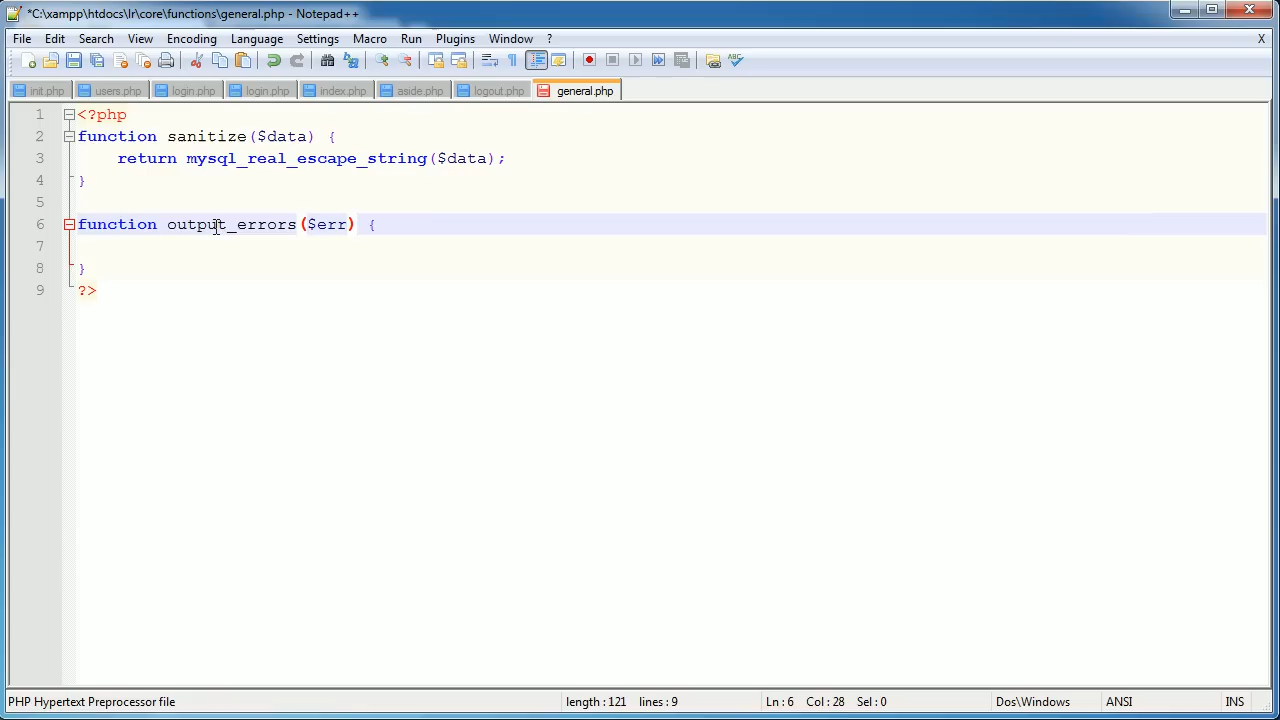 *C:\xampp\htdocs\lr\core\functions\general.php - Notepad++
File Edit Search View Encoding Language Settings Macro Run Plugins Window ? X
init.php users.php login.php login.php index.php aside.php logout.php general.php
1 <?php
2 function sanitize($data) {
3 return mysql_real_escape_string($data);
4 }
5
6 function output_errors($err) {
7
8 }
9 ?>
PHP Hypertext Preprocessor file length : 121 lines : 9 Ln : 6 Col : 28 Sel : 0 Dos\Windows ANSI INS